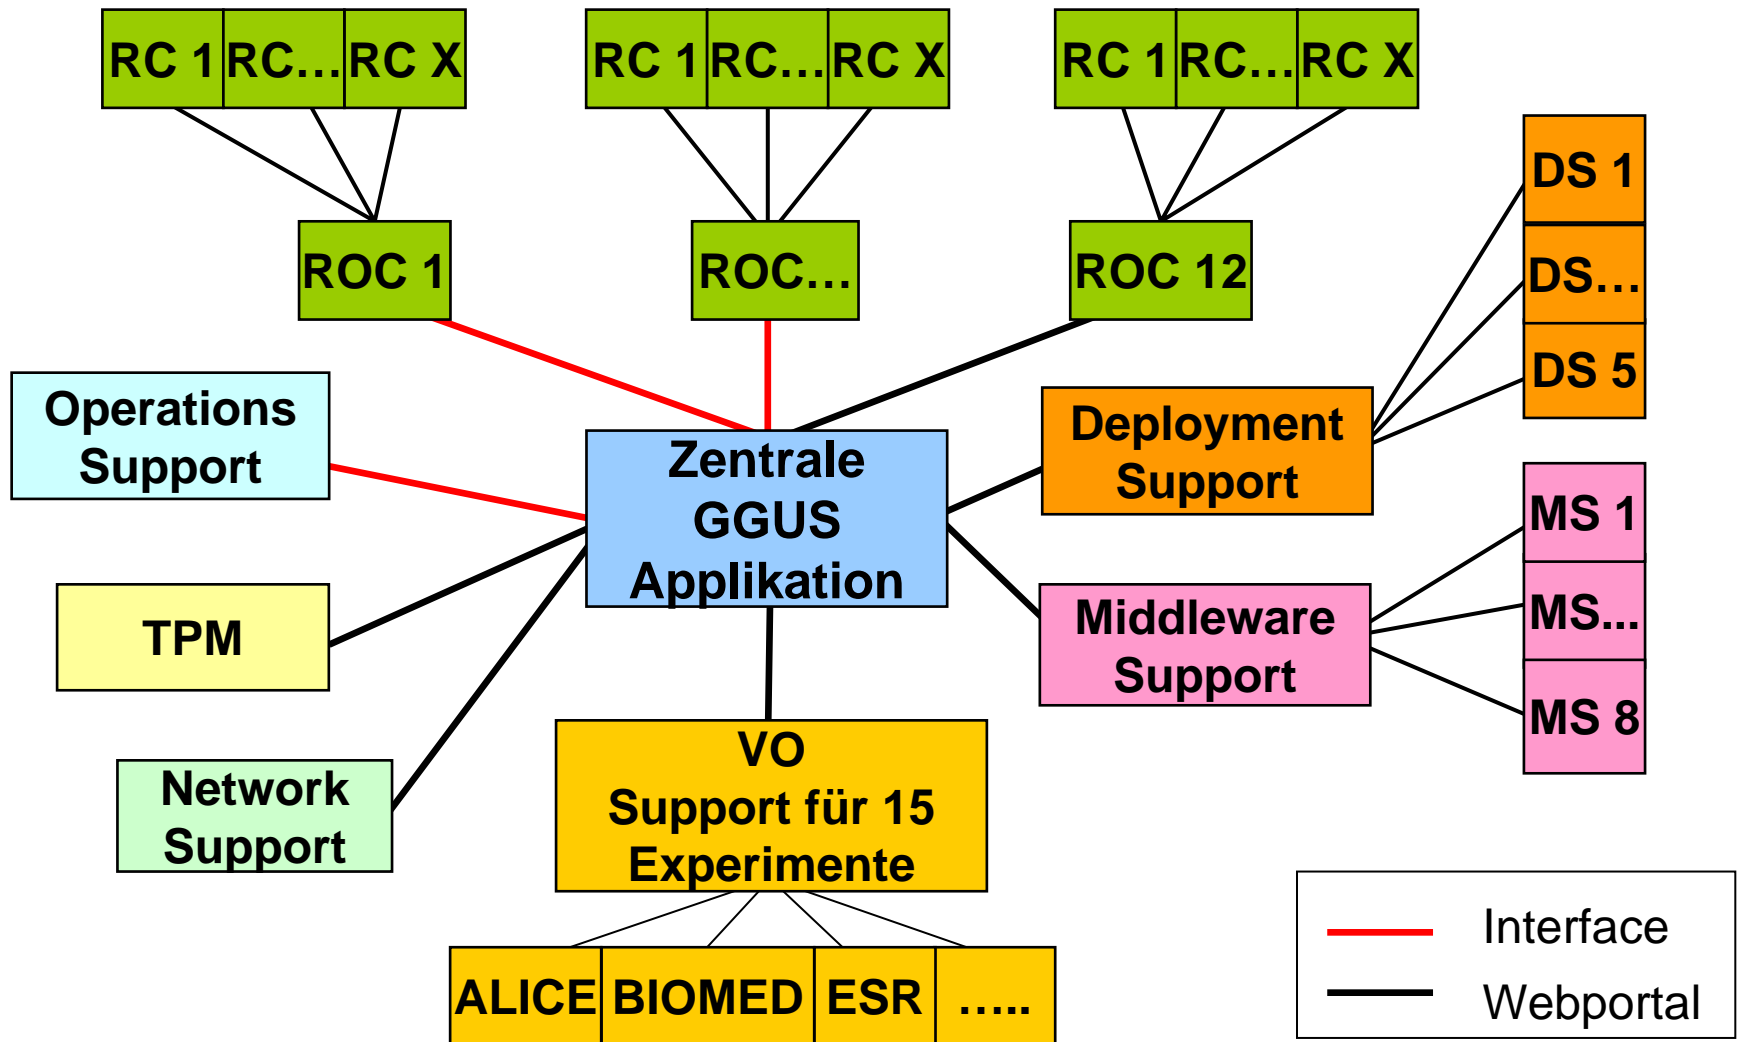 RC 1 RC… RC X
RC 1 RC… RC X
RC 1 RC… RC X
ROC 1
ROC…
ROC 12
DS 1
DS…
DS 5
Operations
Support
Zentrale
GGUS
Applikation
Deployment
Support
MS 1
MS...
MS 8
TPM
Middleware
Support
Network
Support
VO
Support für 15
Experimente
ALICE BIOMED ESR …..
Interface
Webportal